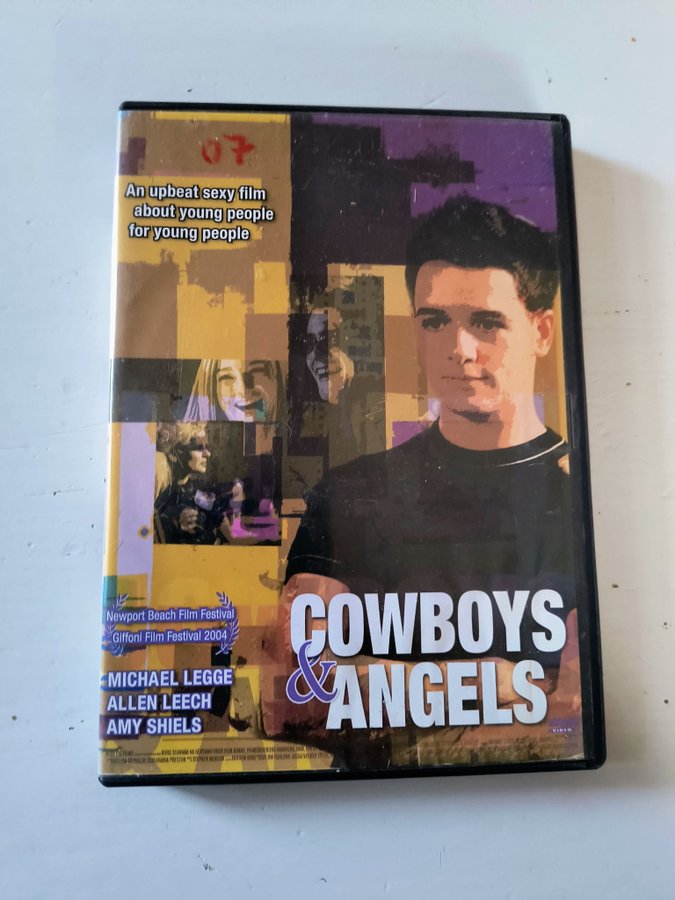 07
An upbeat sexy film
about young people
for young people
Newport Beach Film Festival
Giffoni Film Festival 2004
MICHAEL LEGGE
ALLEN LEECH
AMY SHIELS
COWBOYS
& ANGELS
VIDEO